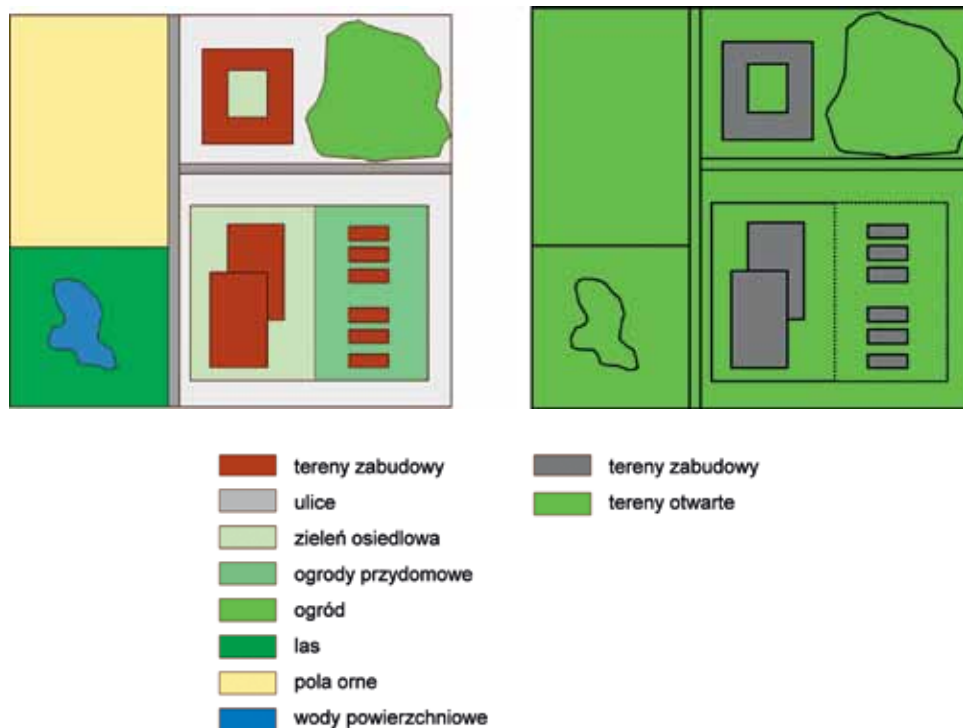 tereny zabudowy
ulice
zieleń osiedlowa
ogrody przydomowe
ogród
las
pola orne
wody powierzchniowe
tereny zabudowy
tereny otwarte